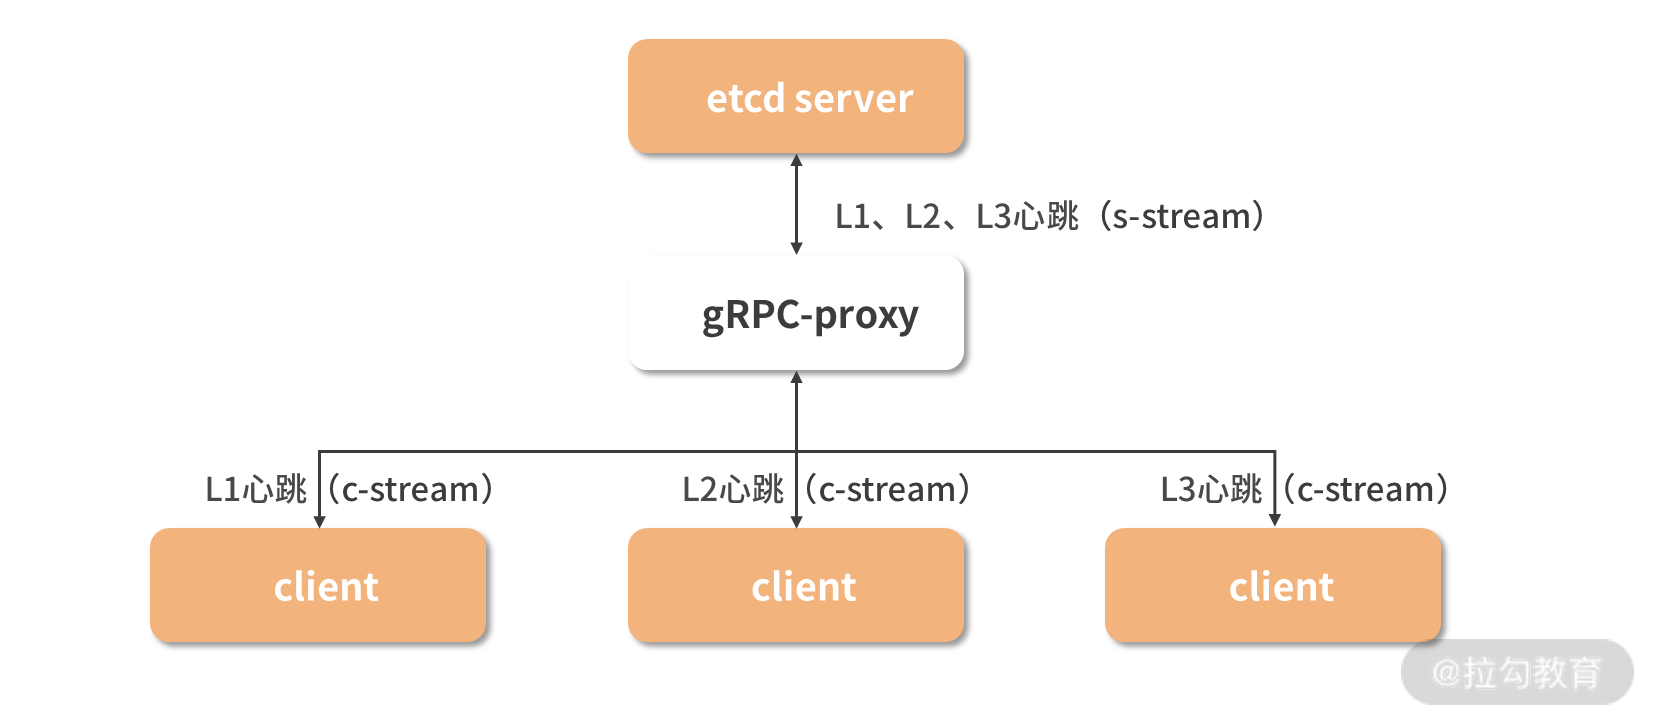 etcd server
L1、L2、L3心跳（s-stream）
gRPC-proxy
L1心跳（c-stream）
L2心跳（c-stream）
L3心跳（c-stream）
client
client
client
@拉勾教育